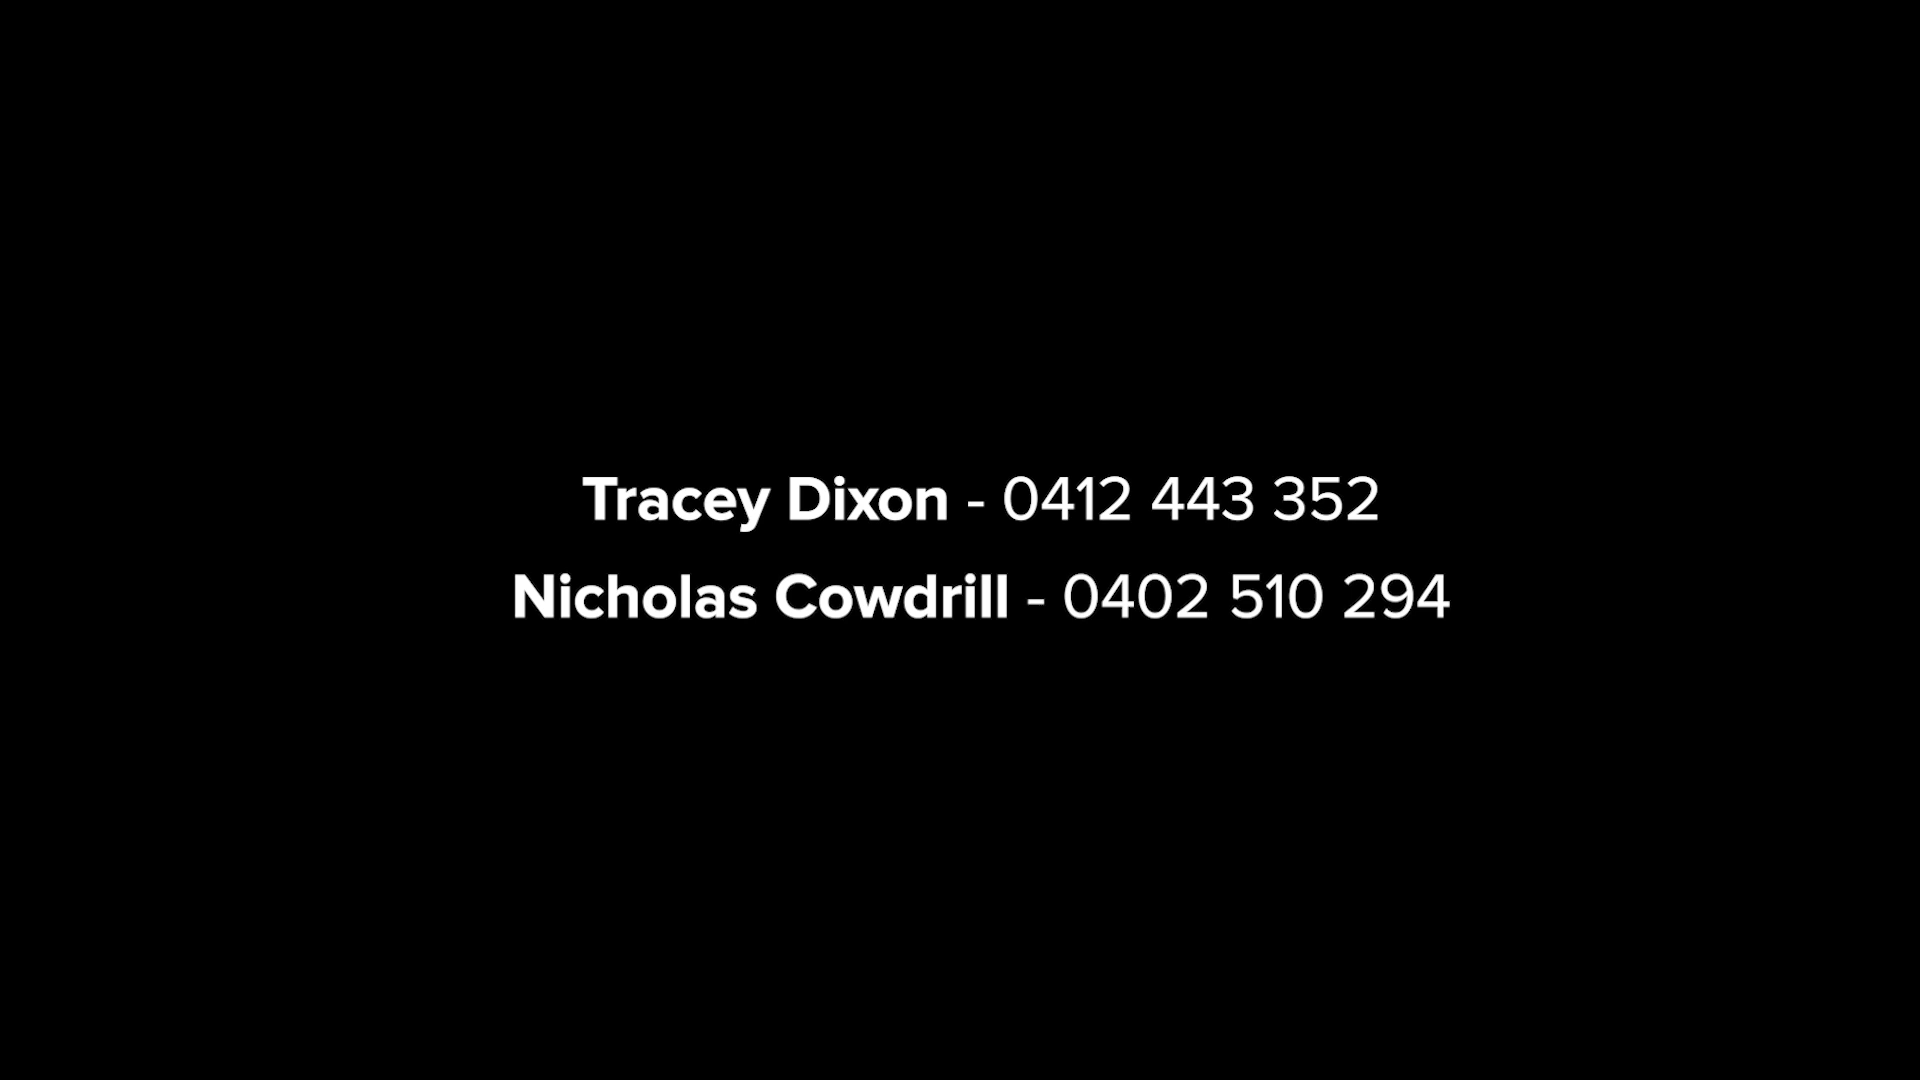 Tracey Dixon - 0412 443 352
Nicholas Cowdrill - 0402 510 294